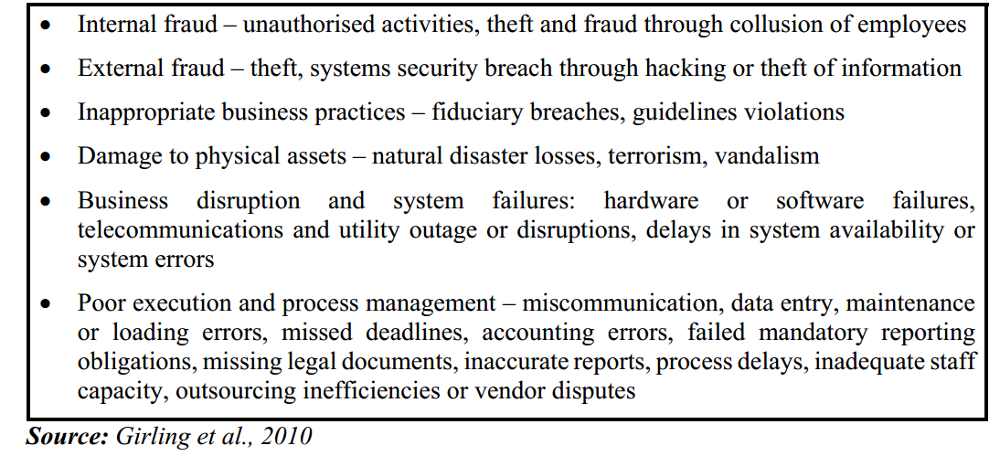 • Internal fraud – unauthorised activities, theft and fraud through collusion of employees
• External fraud – theft, systems security breach through hacking or theft of information
• Inappropriate business practices – fiduciary breaches, guidelines violations
• Damage to physical assets – natural disaster losses, terrorism, vandalism
• Business disruption and system failures: hardware or software failures,
telecommunications and utility outage or disruptions, delays in system availability or
system errors
• Poor execution and process management – miscommunication, data entry, maintenance
or loading errors, missed deadlines, accounting errors, failed mandatory reporting
obligations, missing legal documents, inaccurate reports, process delays, inadequate staff
capacity, outsourcing inefficiencies or vendor disputes
Source: Girling et al., 2010